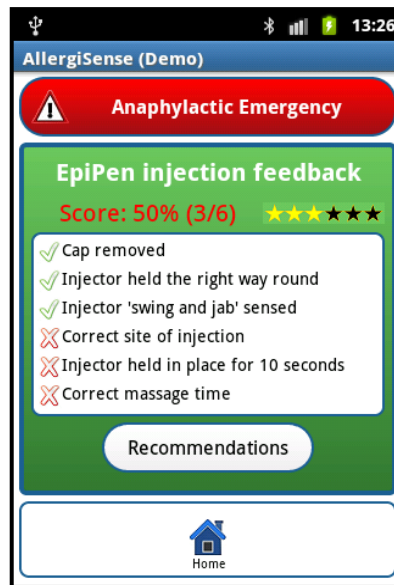 13:26
AllergiSense (Demo)
Anaphylactic Emergency
EpiPen injection feedback
Score: 50% (3/6)
Cap removed
Injector held the right way round
Injector 'swing and jab' sensed
Correct site of injection
Injector held in place for 10 seconds
Correct massage time
Recommendations
Home